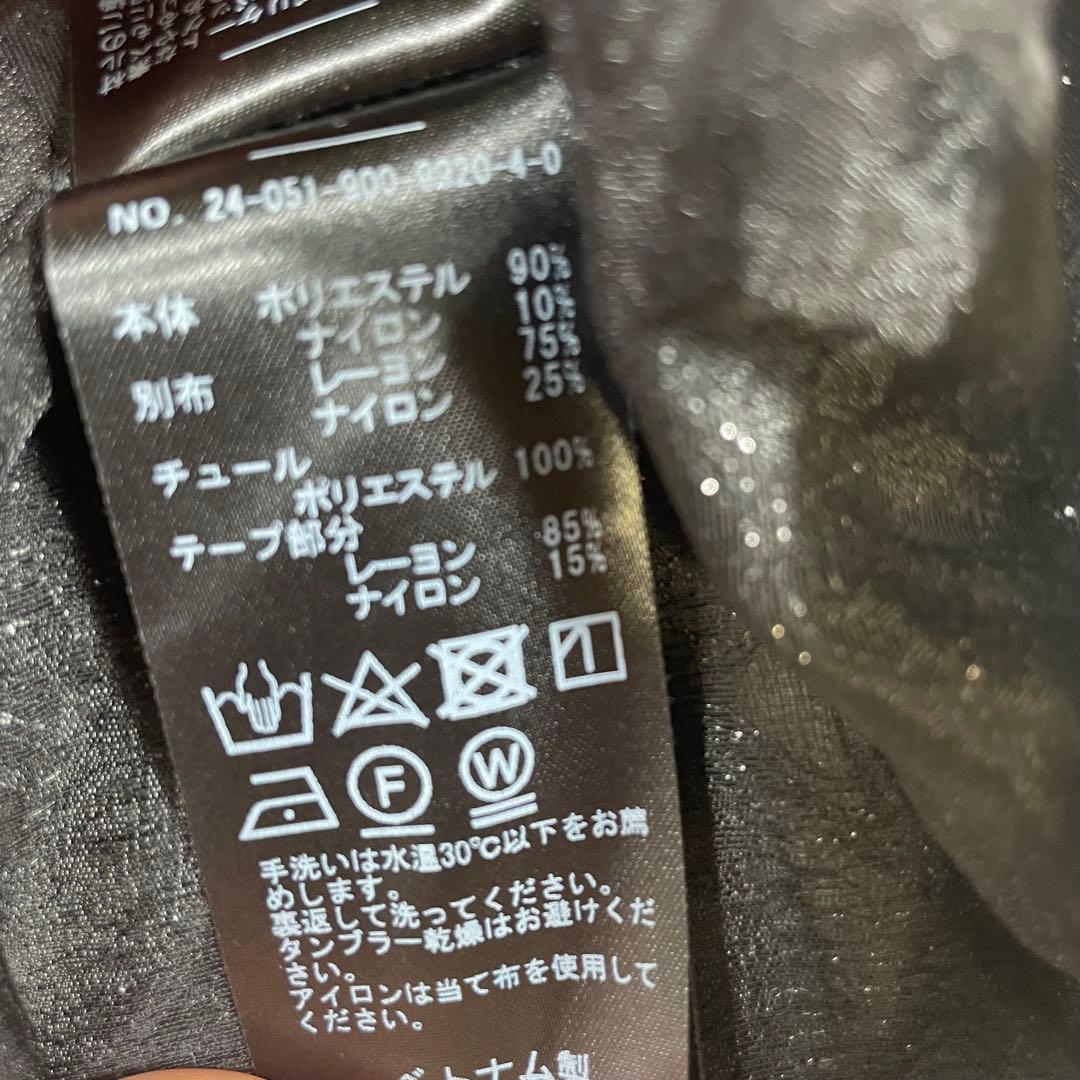 NO. 24-051-900-9220-4-0
本体 ポリエステル 90%
ナイロン 10%
別布 レーヨン 75%
ナイロン 25%
チュール
ポリエステル 100%
テープ部分
レーヨン 85%
ナイロン 15%
F W
手洗いは水温30℃以下をお薦
めします。
裏返して洗ってください。
タンブラー乾燥はお避けくだ
さい。
アイロンは当て布を使用して
ください。
ベトナム製